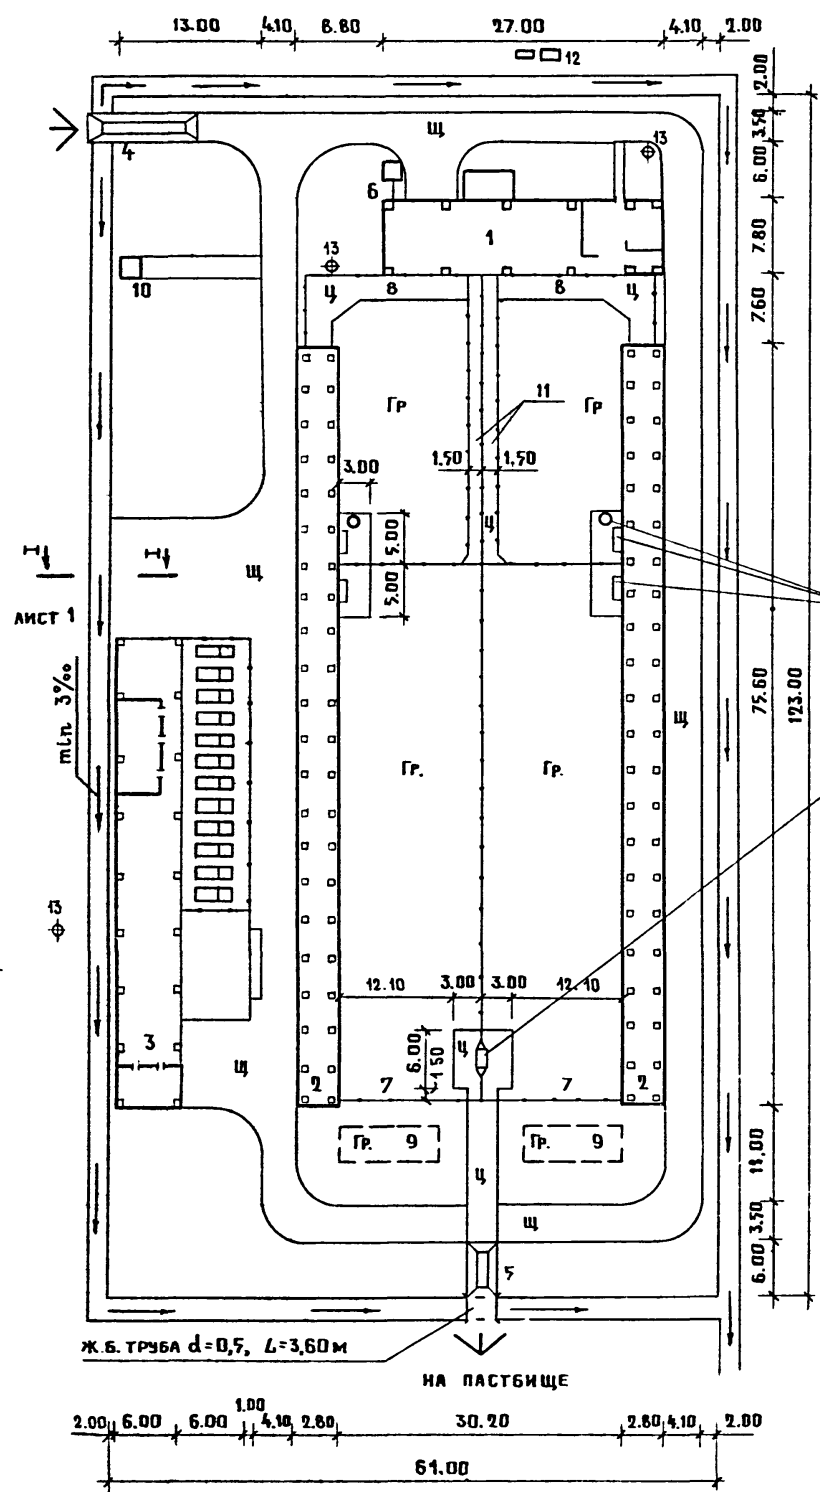 13.00 4.10 8.80 27.00 4.10 2.00
12
2.00
3.50
6.00
7.80
7.60
75.60
123.00
11,00
3.50
6.00
4
Щ
13
6
1
13
10
Ц 8 8 Ц
11
Гр Гр
1,50 1,50
3.00
Ц
5.00
5.00
I I
ЛИСТ 1
Щ
min 3‰
Щ
Гр. Гр.
13
12.10 3.00 3.00 12.10
3
6.00
1.50
Ц
Щ
2 7 7 2
Гр. 9 Гр. 9
Ц
Щ
5
Ж.Б. ТРУБА d=0,5, L=3,60м
НА ПАСТБИЩЕ
2.00 6.00 6.00 1.00 4.10 2.80 30.20 2.80 4.10 2.00
61.00